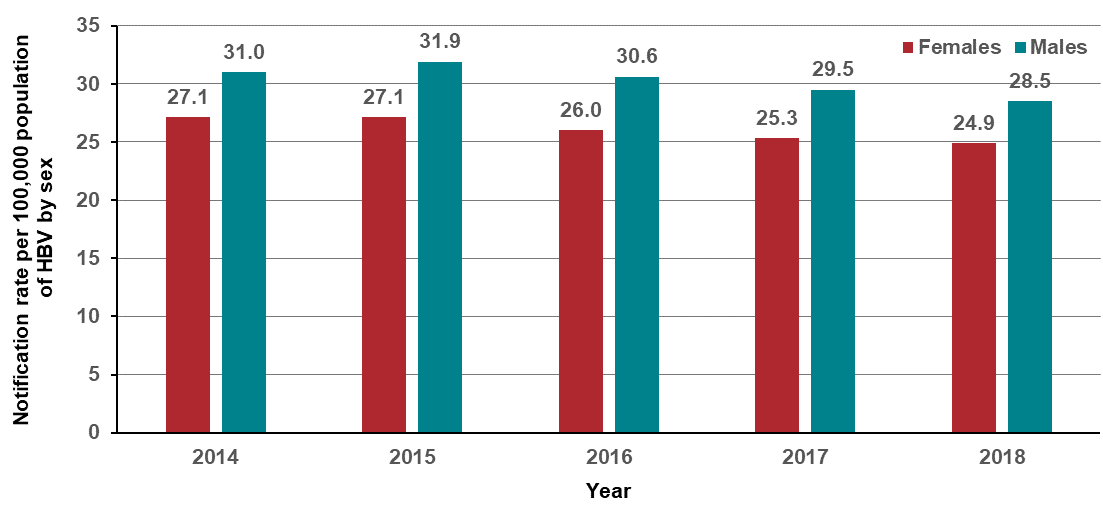 Notification rate per 100,000 population
of HBV by sex
35
30
25
20
15
10
5
0
Females Males
27.1 31.0
27.1 31.9
26.0 30.6
25.3 29.5
24.9 28.5
2014 2015 2016 2017 2018
Year